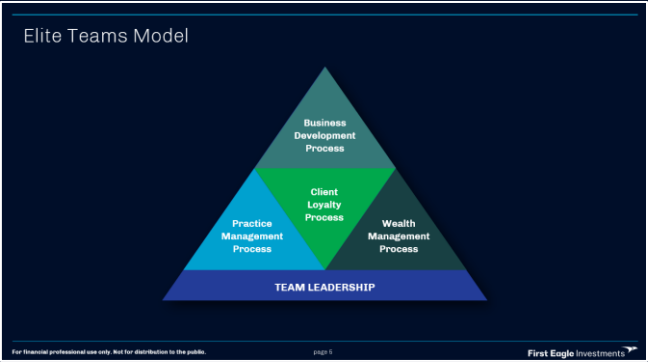 Elite Teams Model
Business
Development
Process
Client
Loyalty
Process
Practice
Management
Process
Wealth
Management
Process
TEAM LEADERSHIP
For financial professional use only. Not for distribution to the public.
page 5
First Eagle Investments